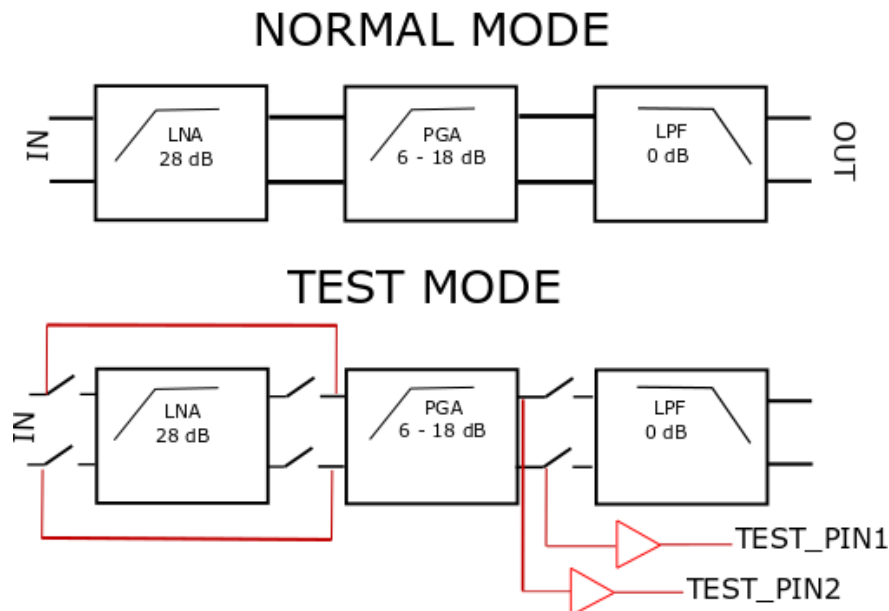 NORMAL MODE
IN
LNA
28 dB
PGA
6 - 18 dB
LPF
0 dB
OUT
TEST MODE
IN
LNA
28 dB
PGA
6 - 18 dB
LPF
0 dB
TEST_PIN1
TEST_PIN2